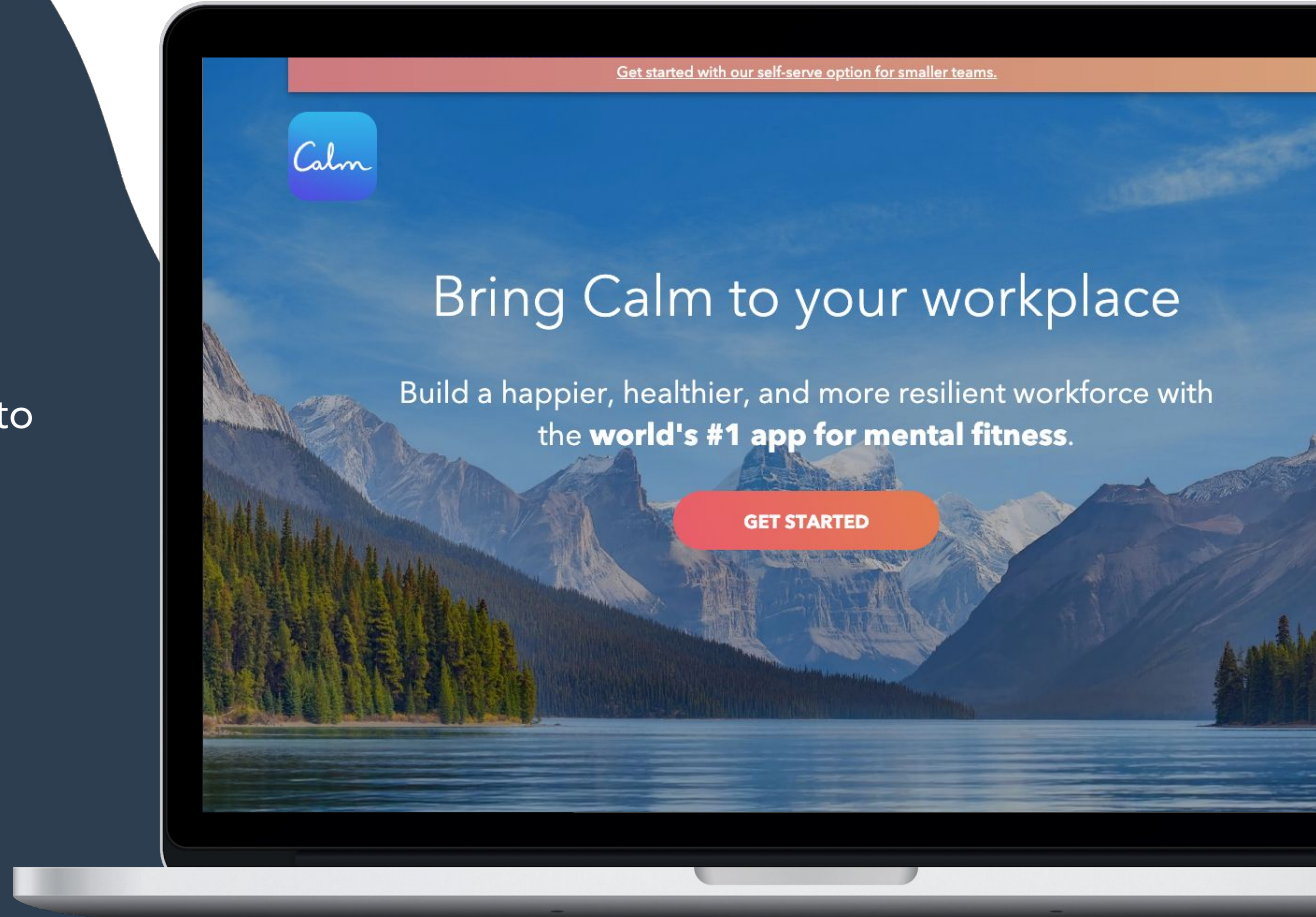 Get started with our self-serve option for smaller teams.
Calm
Bring Calm to your workplace
to
Build a happier, healthier, and more resilient workforce with
the world's #1 app for mental fitness.
GET STARTED